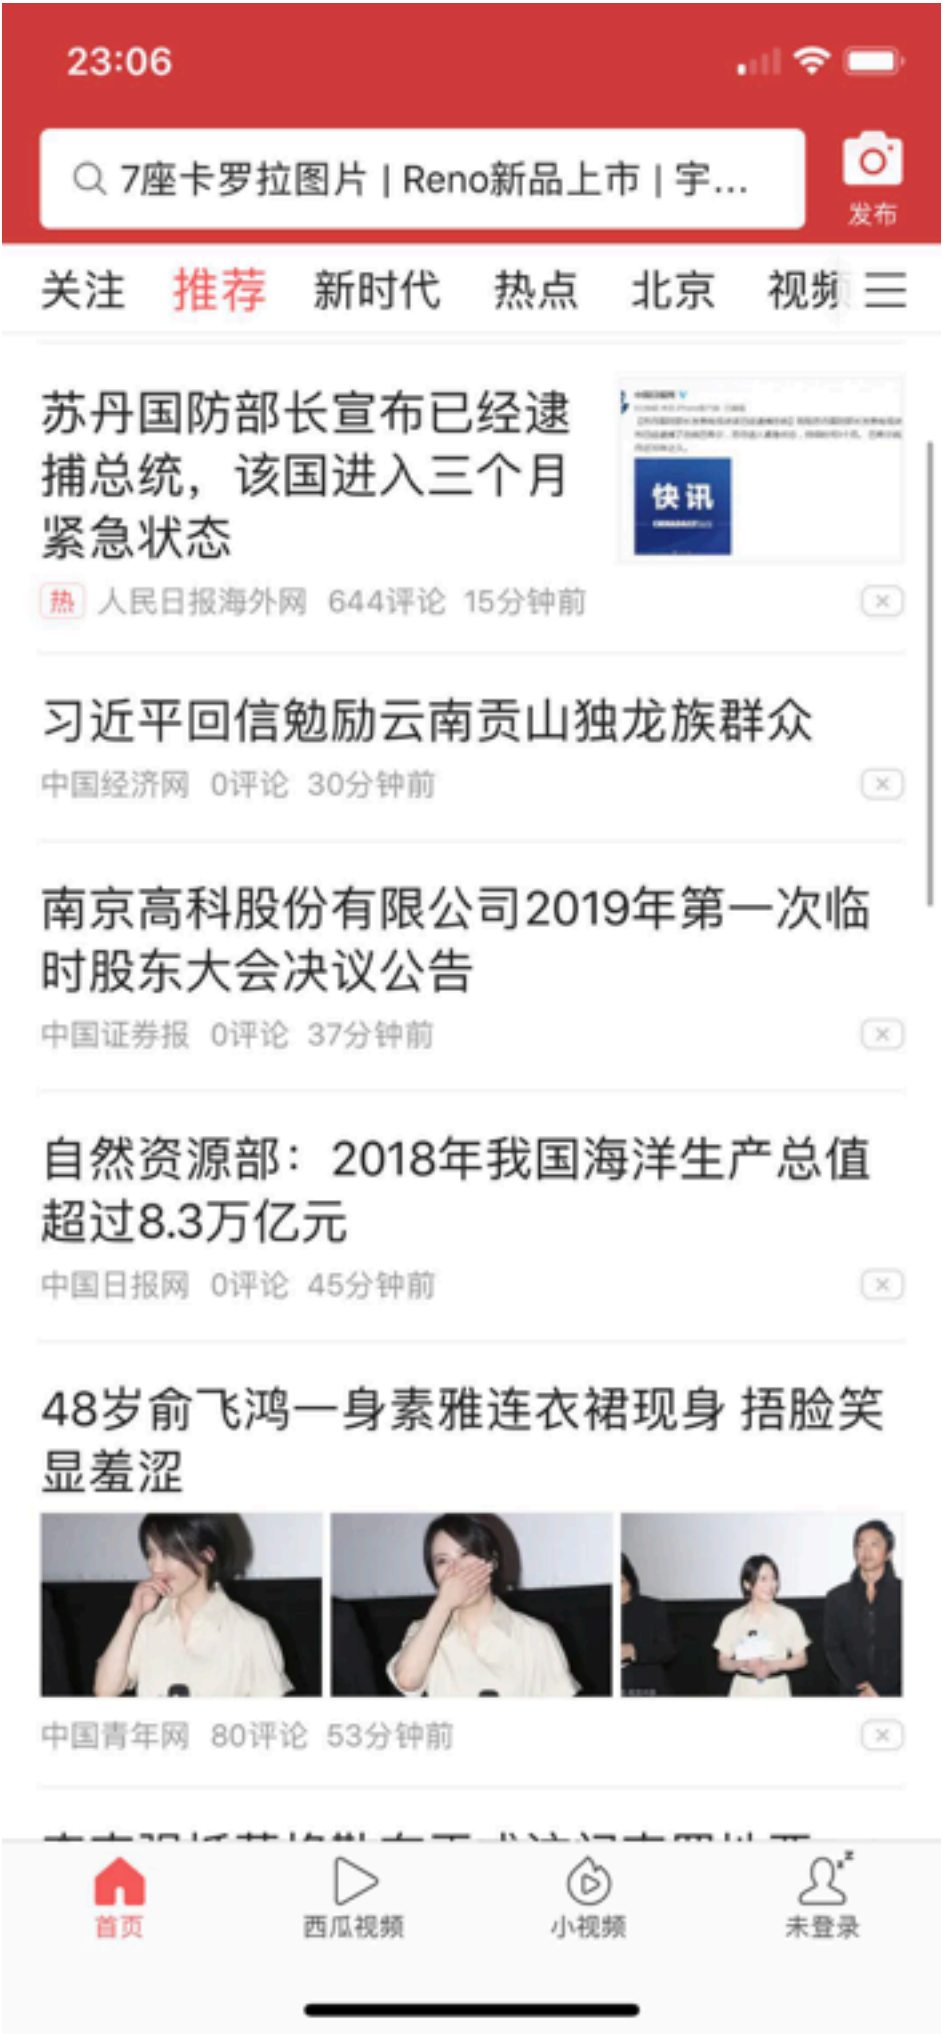 23:06
7座卡罗拉图片 | Reno新品上市 | 宇...
发布
关注 推荐 新时代 热点 北京 视频
苏丹国防部长宣布已经逮
捕总统，该国进入三个月
紧急状态
快讯
热 人民日报海外网 644评论 15分钟前
习近平回信勉励云南贡山独龙族群众
中国经济网 0评论 30分钟前
南京高科股份有限公司2019年第一次临
时股东大会决议公告
中国证券报 0评论 37分钟前
自然资源部：2018年我国海洋生产总值
超过8.3万亿元
中国日报网 0评论 45分钟前
48岁俞飞鸿一身素雅连衣裙现身 捂脸笑
显羞涩
中国青年网 80评论 53分钟前
首页 西瓜视频 小视频 未登录